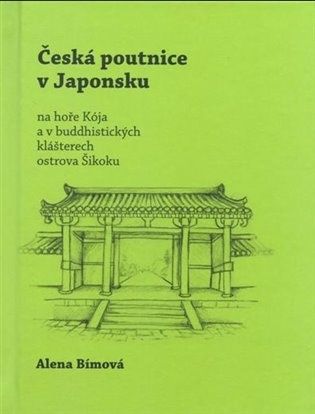 Česká poutnice
v Japonsku
na hoře Kója
a v buddhistických
klášterech
ostrova Šikoku
Alena Bímová